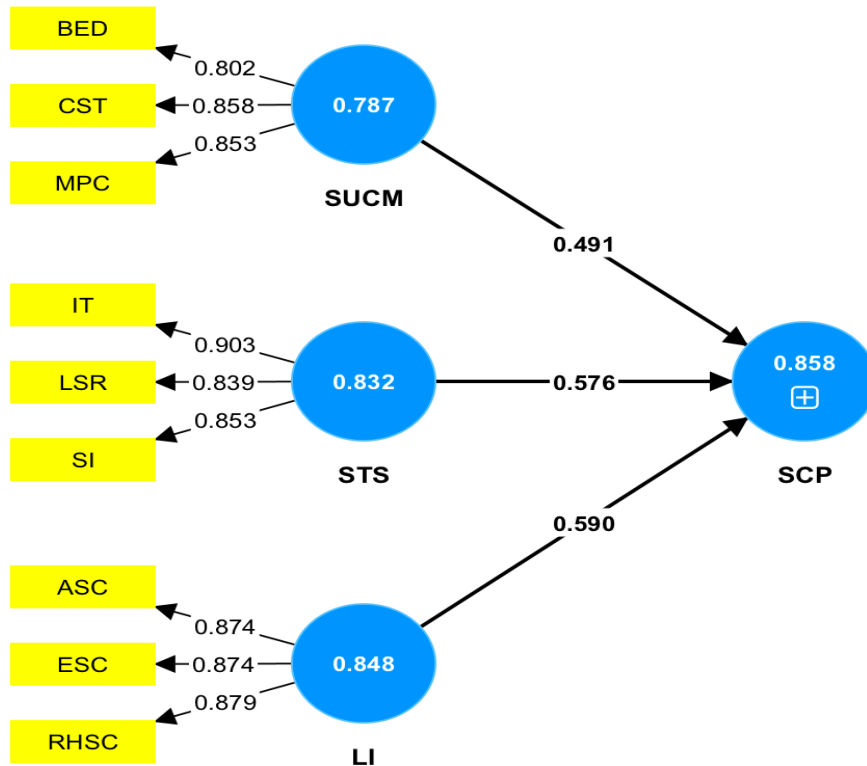 BED
0.802
CST
0.858
0.787
MPC
0.853
SUCM
0.491
IT
0.903
LSR
0.839
0.832
0.576
0.858
SI
0.853
STS
SCP
0.590
ASC
0.874
ESC
0.874
0.848
RHSC
0.879
LI